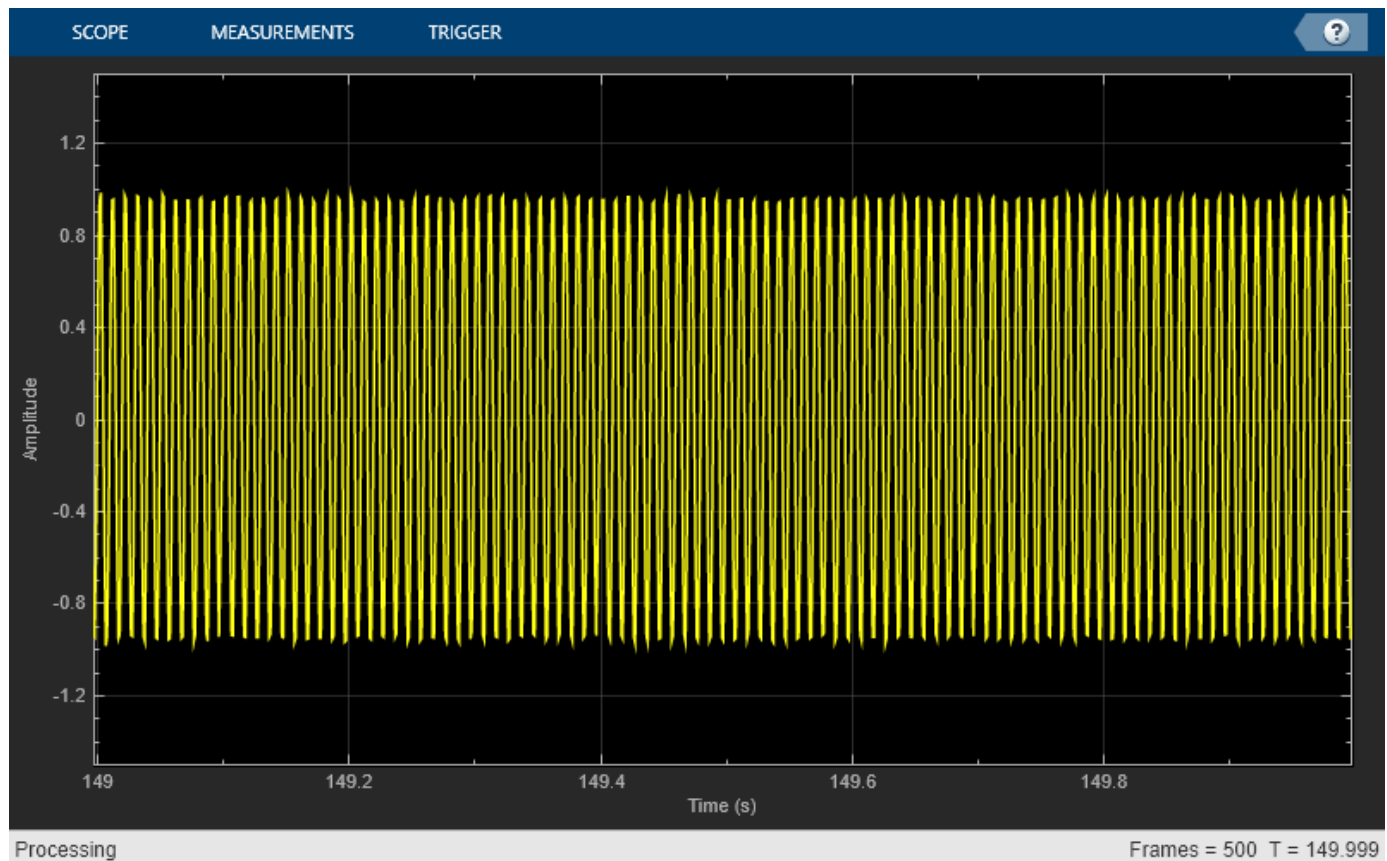 SCOPE MEASUREMENTS TRIGGER ?
1.2
0.8
0.4
0
-0.4
-0.8
-1.2
Amplitude
149 149.2 149.4 149.6 149.8
Time (s)
Processing Frames = 500 T = 149.999